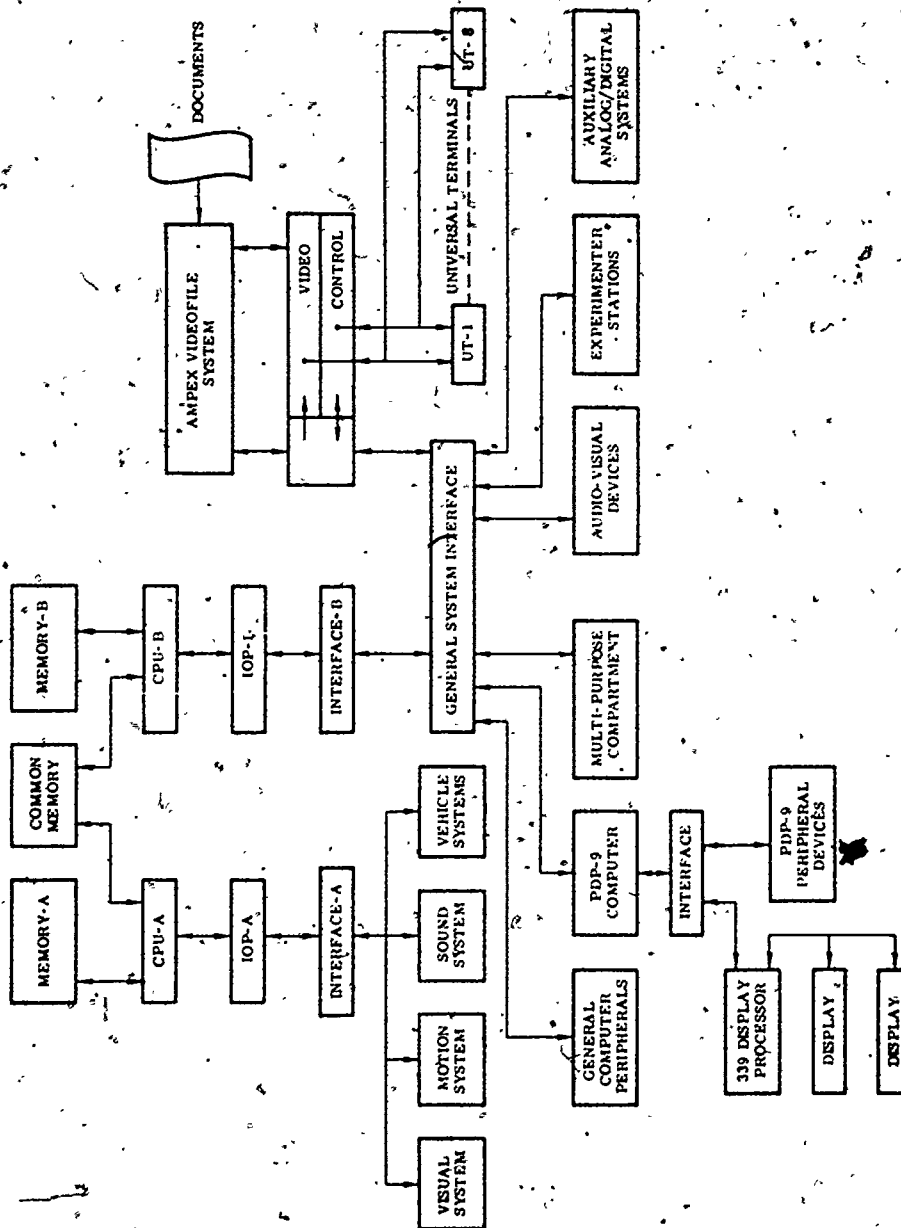 MEMORY-A
COMMON
MEMORY
MEMORY-B
CPU-A
CPU-B
IOP-A
IOP-I
INTERFACE-A
INTERFACE-B
AMPEX VIDEOFILE
SYSTEM
DOCUMENTS
VIDEO
CONTROL
VISUAL
SYSTEM
MOTION
SYSTEM
SOUND
SYSTEM
VEHICLE
SYSTEMS
GENERAL SYSTEM INTERFACE
UT-1
UNIVERSAL TERMINALS
UT-8
GENERAL
COMPUTER
PERIPHERALS
PDP-9
COMPUTER
MULTI-PURPOSE
COMPARTMENT
AUDIO-VISUAL
DEVICES
EXPERIMENTER
STATIONS
AUXILIARY
ANALOG/DIGITAL
SYSTEMS
INTERFACE
339 DISPLAY
PROCESSOR
PDP-9
PERIPHERAL
DEVICES
DISPLAY
DISPLAY